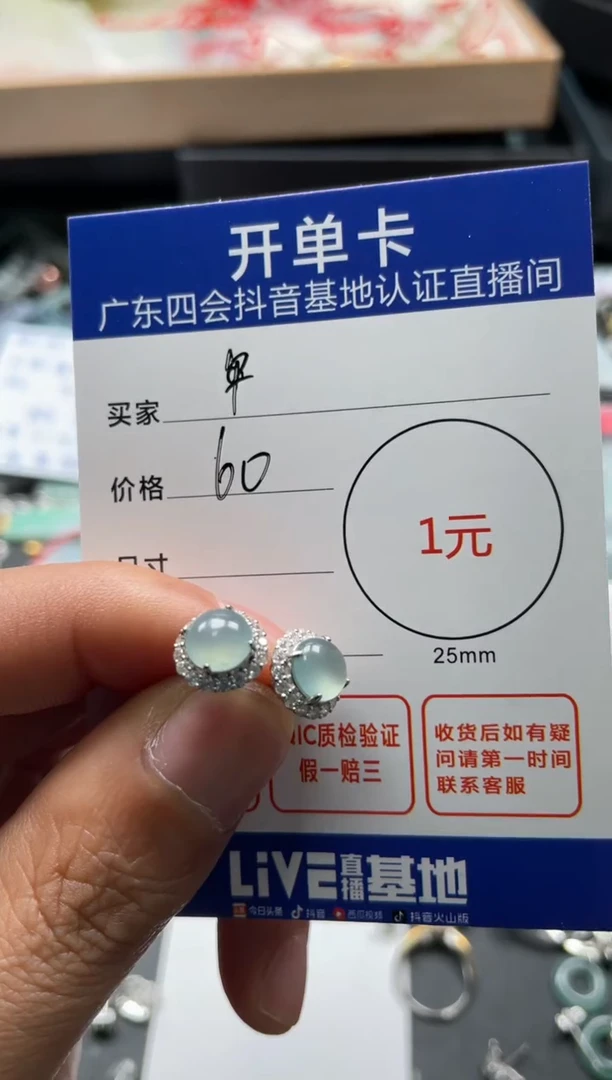 开单卡
广东四会抖音基地认证直播间
买家
价格 60
尺寸
1元
25mm
IC质检验证
假一赔三
收货后如有疑
问请第一时间
联系客服
LiVE直播基地
今日头条 抖音 西瓜视频 抖音火山版